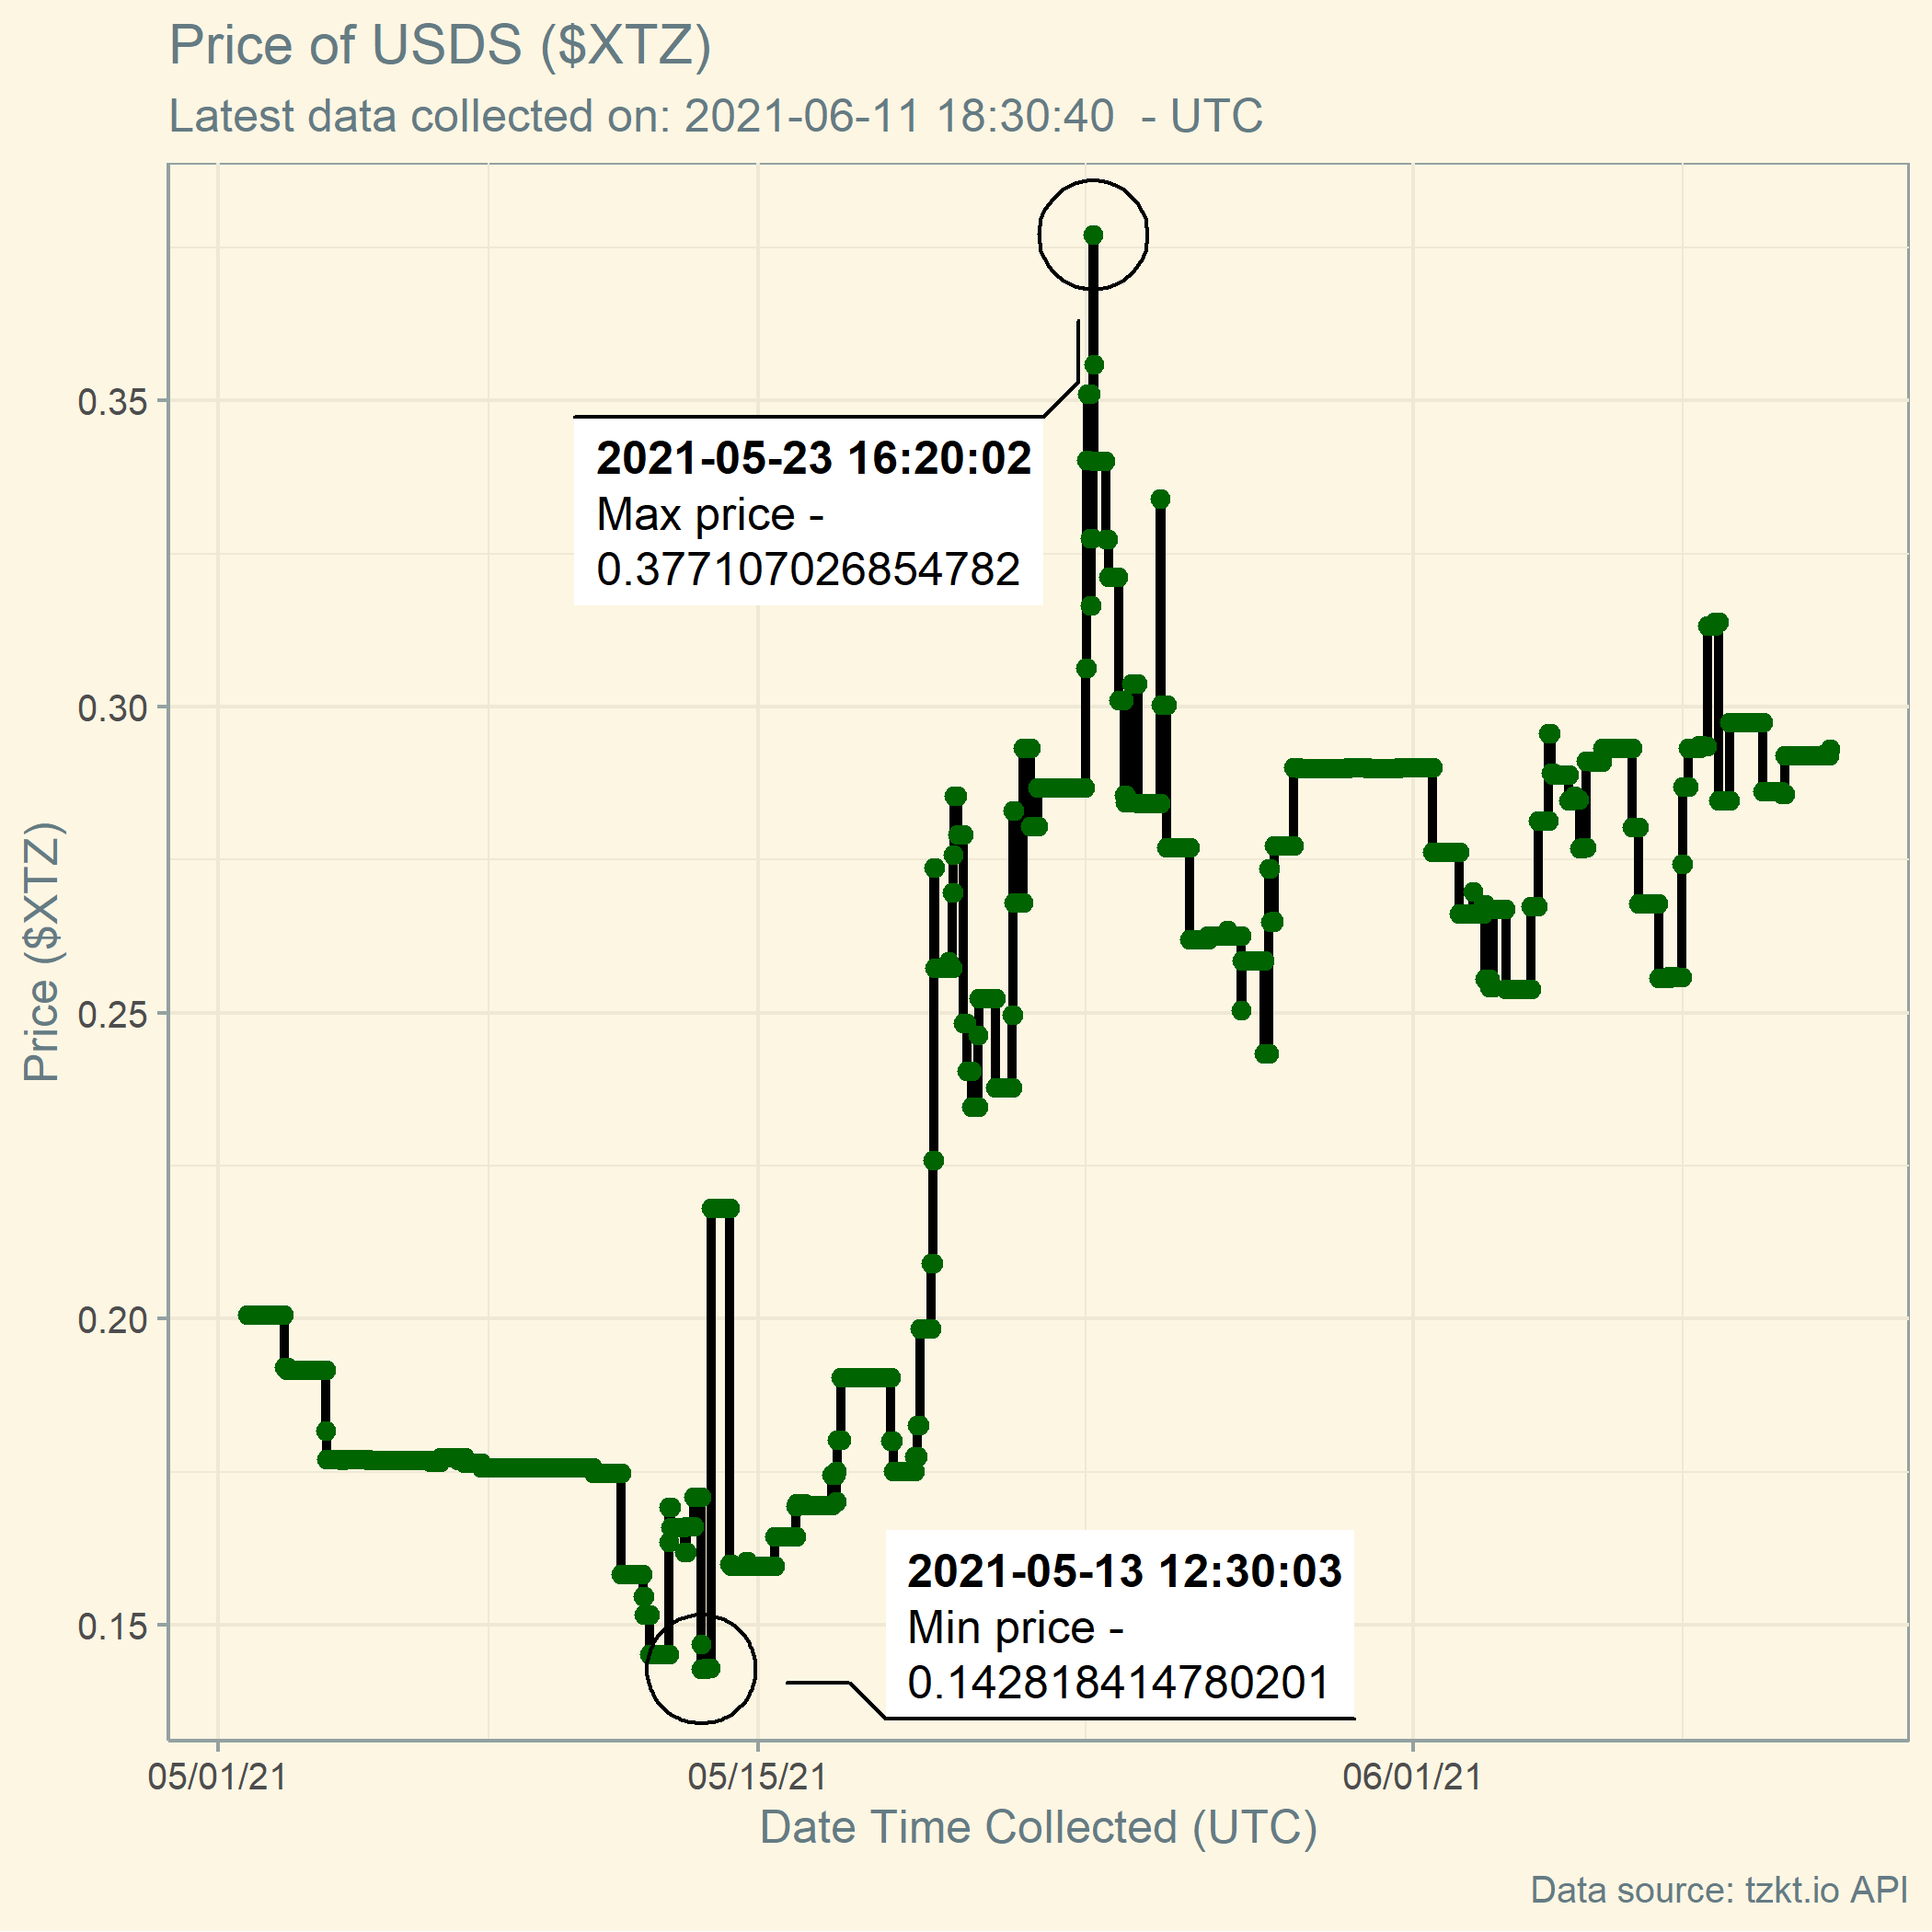 Price of USDS ($XTZ)
Latest data collected on: 2021-06-11 18:30:40  - UTC
Price ($XTZ)
0.35
0.30
0.25
0.20
0.15
2021-05-23 16:20:02
Max price -
0.377107026854782
2021-05-13 12:30:03
Min price -
0.142818414780201
05/01/21
05/15/21
06/01/21
Date Time Collected (UTC)
Data source: tzkt.io API